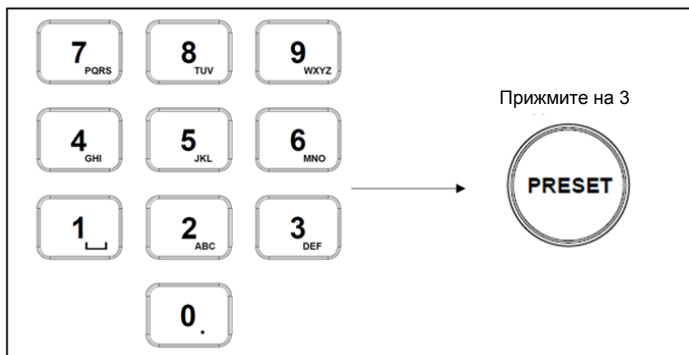 7 PQRS 8 TUV 9 WXYZ
Прижмите на 3
4 GHI 5 JKL 6 MNO
PRESET
1 2 ABC 3 DEF
0 .